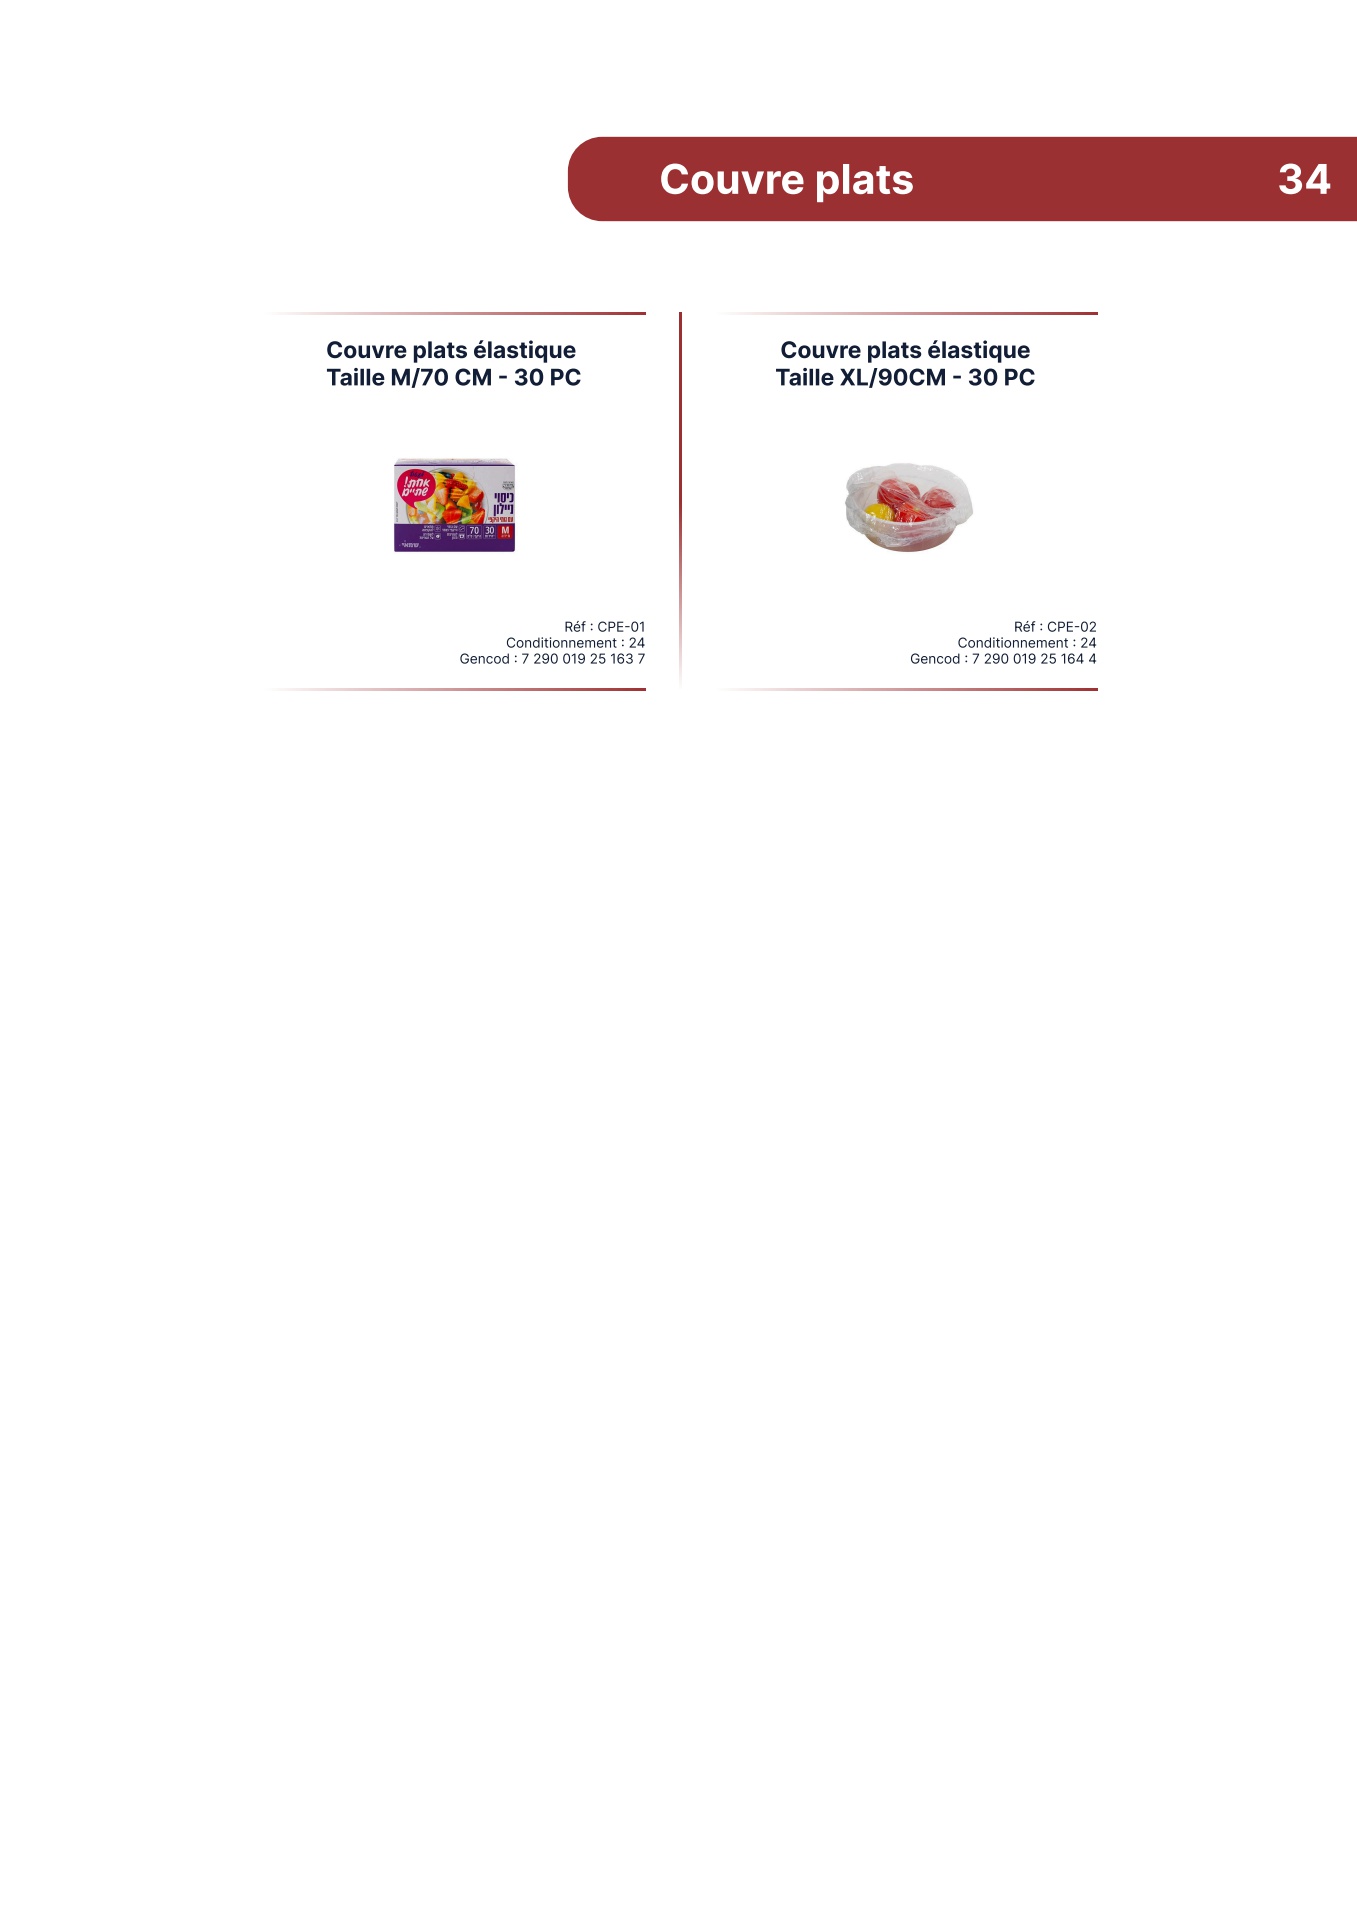 Couvre plats
34
Couvre plats élastique
Taille M/70 CM - 30 PC
אחת!
שתיים
כיסוי
ניילון
M
30
70
Réf : CPE-01
Conditionnement : 24
Gencod : 7 290 019 25 163 7
Couvre plats élastique
Taille XL/90CM - 30 PC
Réf : CPE-02
Conditionnement : 24
Gencod : 7 290 019 25 164 4